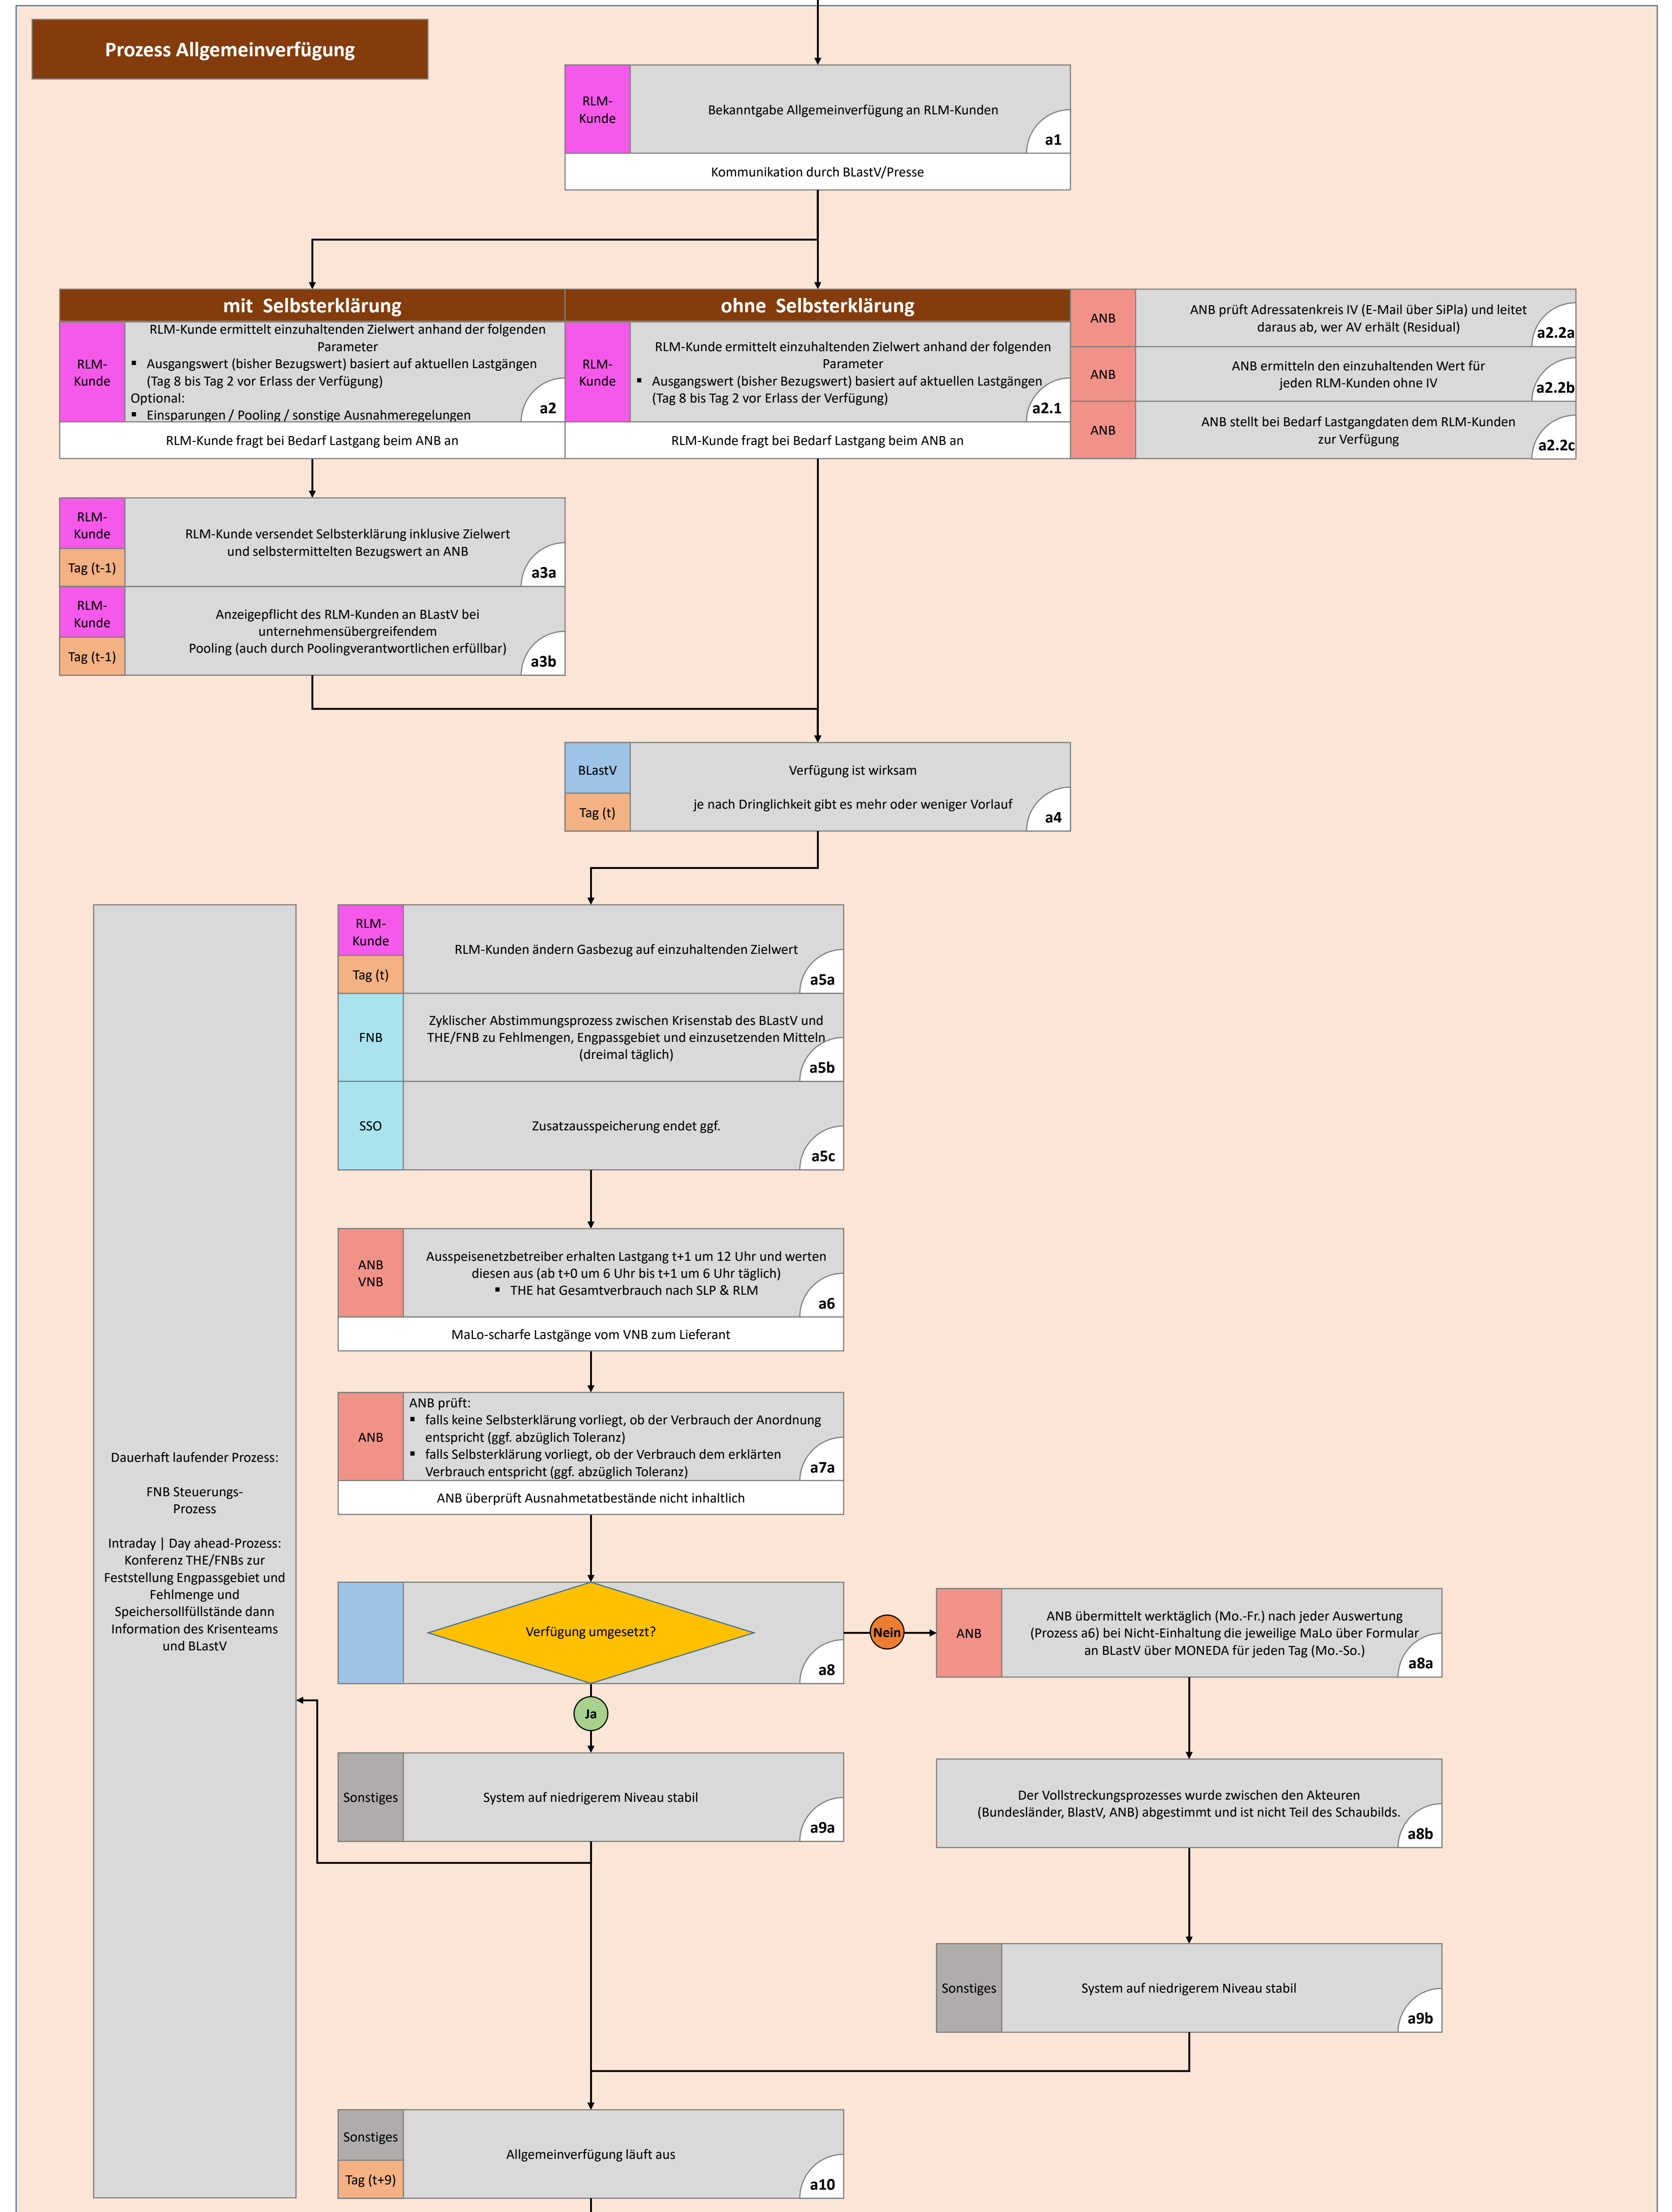 Prozess Allgemeinverfügung
RLM-
Kunde
Bekanntgabe Allgemeinverfügung an RLM-Kunden
a1
Kommunikation durch BLastV/Presse
mit Selbsterklärung
RLM-
Kunde
RLM-Kunde ermittelt einzuhaltenden Zielwert anhand der folgenden
Parameter
▪ Ausgangswert (bisher Bezugswert) basiert auf aktuellen Lastgängen
(Tag 8 bis Tag 2 vor Erlass der Verfügung)
Optional:
▪ Einsparungen / Pooling / sonstige Ausnahmeregelungen
a2
RLM-Kunde fragt bei Bedarf Lastgang beim ANB an
ohne Selbsterklärung
RLM-
Kunde
RLM-Kunde ermittelt einzuhaltenden Zielwert anhand der folgenden
Parameter
▪ Ausgangswert (bisher Bezugswert) basiert auf aktuellen Lastgängen
(Tag 8 bis Tag 2 vor Erlass der Verfügung)
a2.1
RLM-Kunde fragt bei Bedarf Lastgang beim ANB an
ANB
ANB prüft Adressatenkreis IV (E-Mail über SiPla) und leitet
daraus ab, wer AV erhält (Residual)
a2.2a
ANB
ANB ermitteln den einzuhaltenden Wert für
jeden RLM-Kunden ohne IV
a2.2b
ANB
ANB stellt bei Bedarf Lastgangdaten dem RLM-Kunden
zur Verfügung
a2.2c
RLM-
Kunde
Tag (t-1)
RLM-Kunde versendet Selbsterklärung inklusive Zielwert
und selbstermittelten Bezugswert an ANB
a3a
RLM-
Kunde
Tag (t-1)
Anzeigepflicht des RLM-Kunden an BLastV bei
unternehmensübergreifendem
Pooling (auch durch Poolingverantwortlichen erfüllbar)
a3b
BLastV
Tag (t)
Verfügung ist wirksam
je nach Dringlichkeit gibt es mehr oder weniger Vorlauf
a4
RLM-
Kunde
Tag (t)
RLM-Kunden ändern Gasbezug auf einzuhaltenden Zielwert
a5a
FNB
Zyklischer Abstimmungsprozess zwischen Krisenstab des BLastV und
THE/FNB zu Fehlmengen, Engpassgebiet und einzusetzenden Mitteln
(dreimal täglich)
a5b
SSO
Zusatzausspeicherung endet ggf.
a5c
ANB
VNB
Ausspeisenetzbetreiber erhalten Lastgang t+1 um 12 Uhr und werten
diesen aus (ab t+0 um 6 Uhr bis t+1 um 6 Uhr täglich)
▪ THE hat Gesamtverbrauch nach SLP & RLM
a6
MaLo-scharfe Lastgänge vom VNB zum Lieferant
ANB
ANB prüft:
▪ falls keine Selbsterklärung vorliegt, ob der Verbrauch der Anordnung
entspricht (ggf. abzüglich Toleranz)
▪ falls Selbsterklärung vorliegt, ob der Verbrauch dem erklärten
Verbrauch entspricht (ggf. abzüglich Toleranz)
a7a
ANB überprüft Ausnahmetatbestände nicht inhaltlich
Dauerhaft laufender Prozess:
FNB Steuerungs-
Prozess
Intraday | Day ahead-Prozess:
Konferenz THE/FNBs zur
Feststellung Engpassgebiet und
Fehlmenge und
Speichersollfüllstände dann
Information des Krisenteams
und BLastV
Verfügung umgesetzt?
a8
Nein
ANB
ANB übermittelt werktäglich (Mo.-Fr.) nach jeder Auswertung
(Prozess a6) bei Nicht-Einhaltung die jeweilige MaLo über Formular
an BLastV über MONEDA für jeden Tag (Mo.-So.)
a8a
Ja
Sonstiges
System auf niedrigerem Niveau stabil
a9a
Der Vollstreckungsprozesses wurde zwischen den Akteuren
(Bundesländer, BlastV, ANB) abgestimmt und ist nicht Teil des Schaubilds.
a8b
Sonstiges
System auf niedrigerem Niveau stabil
a9b
Sonstiges
Tag (t+9)
Allgemeinverfügung läuft aus
a10